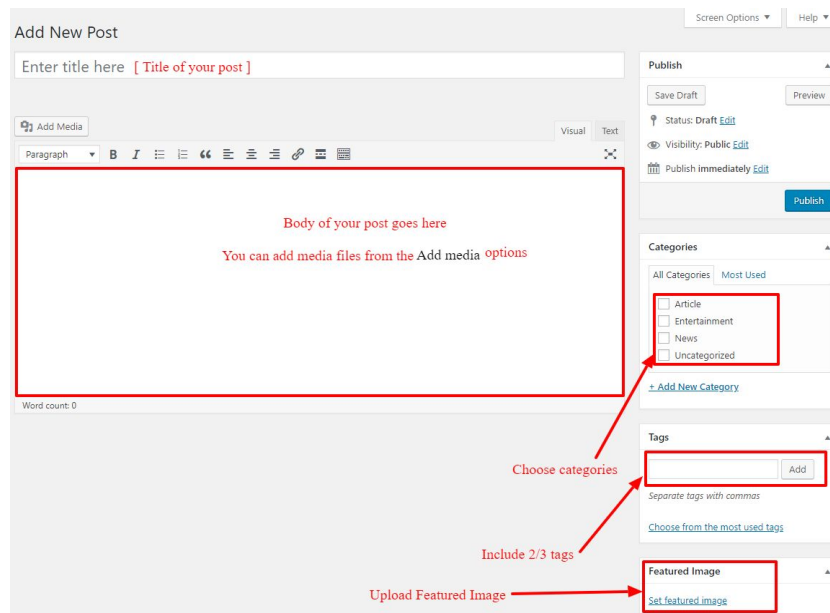 Screen Options ▼ Help ▼
Add New Post
Enter title here [ Title of your post ]
Add Media
Visual Text
Paragraph ▼ B I
Body of your post goes here
You can add media files from the Add media options
Word count: 0
Publish
Save Draft Preview
Status: Draft Edit
Visibility: Public Edit
Publish immediately Edit
Publish
Categories
All Categories Most Used
Article
Entertainment
News
Uncategorized
+ Add New Category
Choose categories
Tags
Add
Separate tags with commas
Choose from the most used tags
Include 2/3 tags
Featured Image
Upload Featured Image
Set featured image